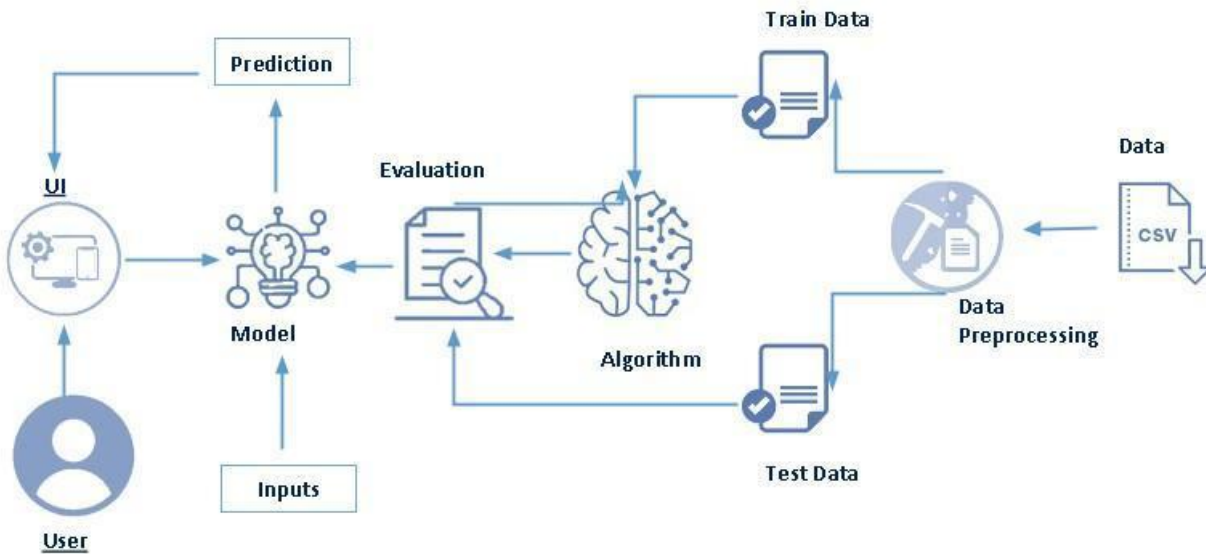 Train Data
Prediction
Data
Evaluation
UI
CSV
Model
Data
Preprocessing
Algorithm
Inputs
Test Data
User